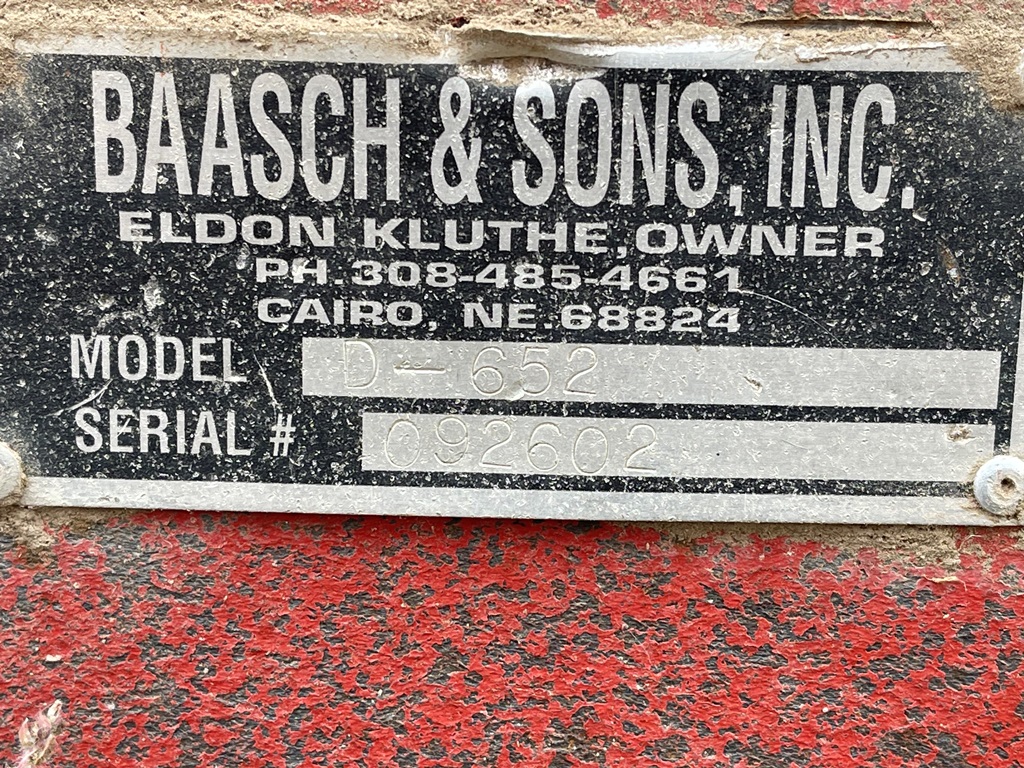 BAASCH & SONS, INC.
ELDON KLUTHE, OWNER
PH. 308-485-4661
CAIRO, NE. 68824
MODEL D-652
SERIAL # 092602